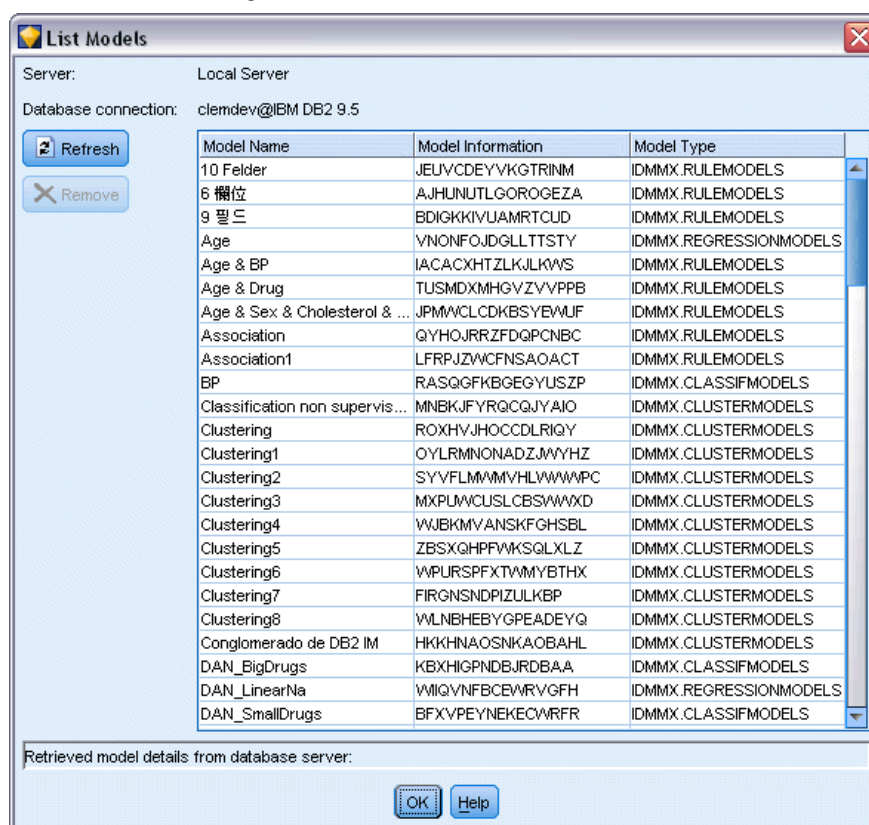 List Models
Server: Local Server
Database connection: clemdev@IBM DB2 9.5
Refresh
Remove
Model Name Model Information Model Type
10 Felder JEUVCDEYVKGTRINM IDMMX.RULEMODELS
6 欄位 AJHUNUTLGOROGEZA IDMMX.RULEMODELS
9 필드 BDIGKKIVUAMRTCUD IDMMX.RULEMODELS
Age VNONFOJDGLLTTSTY IDMMX.REGRESSIONMODELS
Age & BP IACACXHTZLKJLKWS IDMMX.RULEMODELS
Age & Drug TUSMDXMHGVZVVPPB IDMMX.RULEMODELS
Age & Sex & Cholesterol & ... JPMWCLCDKBSYEWUF IDMMX.RULEMODELS
Association QYHOJRRZFDQPCNBC IDMMX.RULEMODELS
Association1 LFRPJZWCFNSAOACT IDMMX.RULEMODELS
BP RASQGFKBGEGYUSZP IDMMX.CLASSIFMODELS
Classification non supervis... MNBKJFYRQCQJYAIO IDMMX.CLUSTERMODELS
Clustering ROXHVJHOCCDLRIQY IDMMX.CLUSTERMODELS
Clustering1 OYLRMNONADZJWYHZ IDMMX.CLUSTERMODELS
Clustering2 SYVFLMWMVHLWWWPC IDMMX.CLUSTERMODELS
Clustering3 MXPUWCUSLCBSWWXD IDMMX.CLUSTERMODELS
Clustering4 WJBKMVANSKFGHSBL IDMMX.CLUSTERMODELS
Clustering5 ZBSXQHPFWKSQLXLZ IDMMX.CLUSTERMODELS
Clustering6 WPURSPFXTWMYBTHX IDMMX.CLUSTERMODELS
Clustering7 FIRGNSNDPIZULKBP IDMMX.CLUSTERMODELS
Clustering8 WLNBHEBYGPEADEYQ IDMMX.CLUSTERMODELS
Conglomerado de DB2 IM HKKHNAOSNKAOBAHL IDMMX.CLUSTERMODELS
DAN_BigDrugs KBXHIGPNDBJRDBAA IDMMX.CLASSIFMODELS
DAN_LinearNa WIQVNFBCEWRVGFH IDMMX.REGRESSIONMODELS
DAN_SmallDrugs BFXVPEYNEKECWRFR IDMMX.CLASSIFMODELS
Retrieved model details from database server:
OK Help